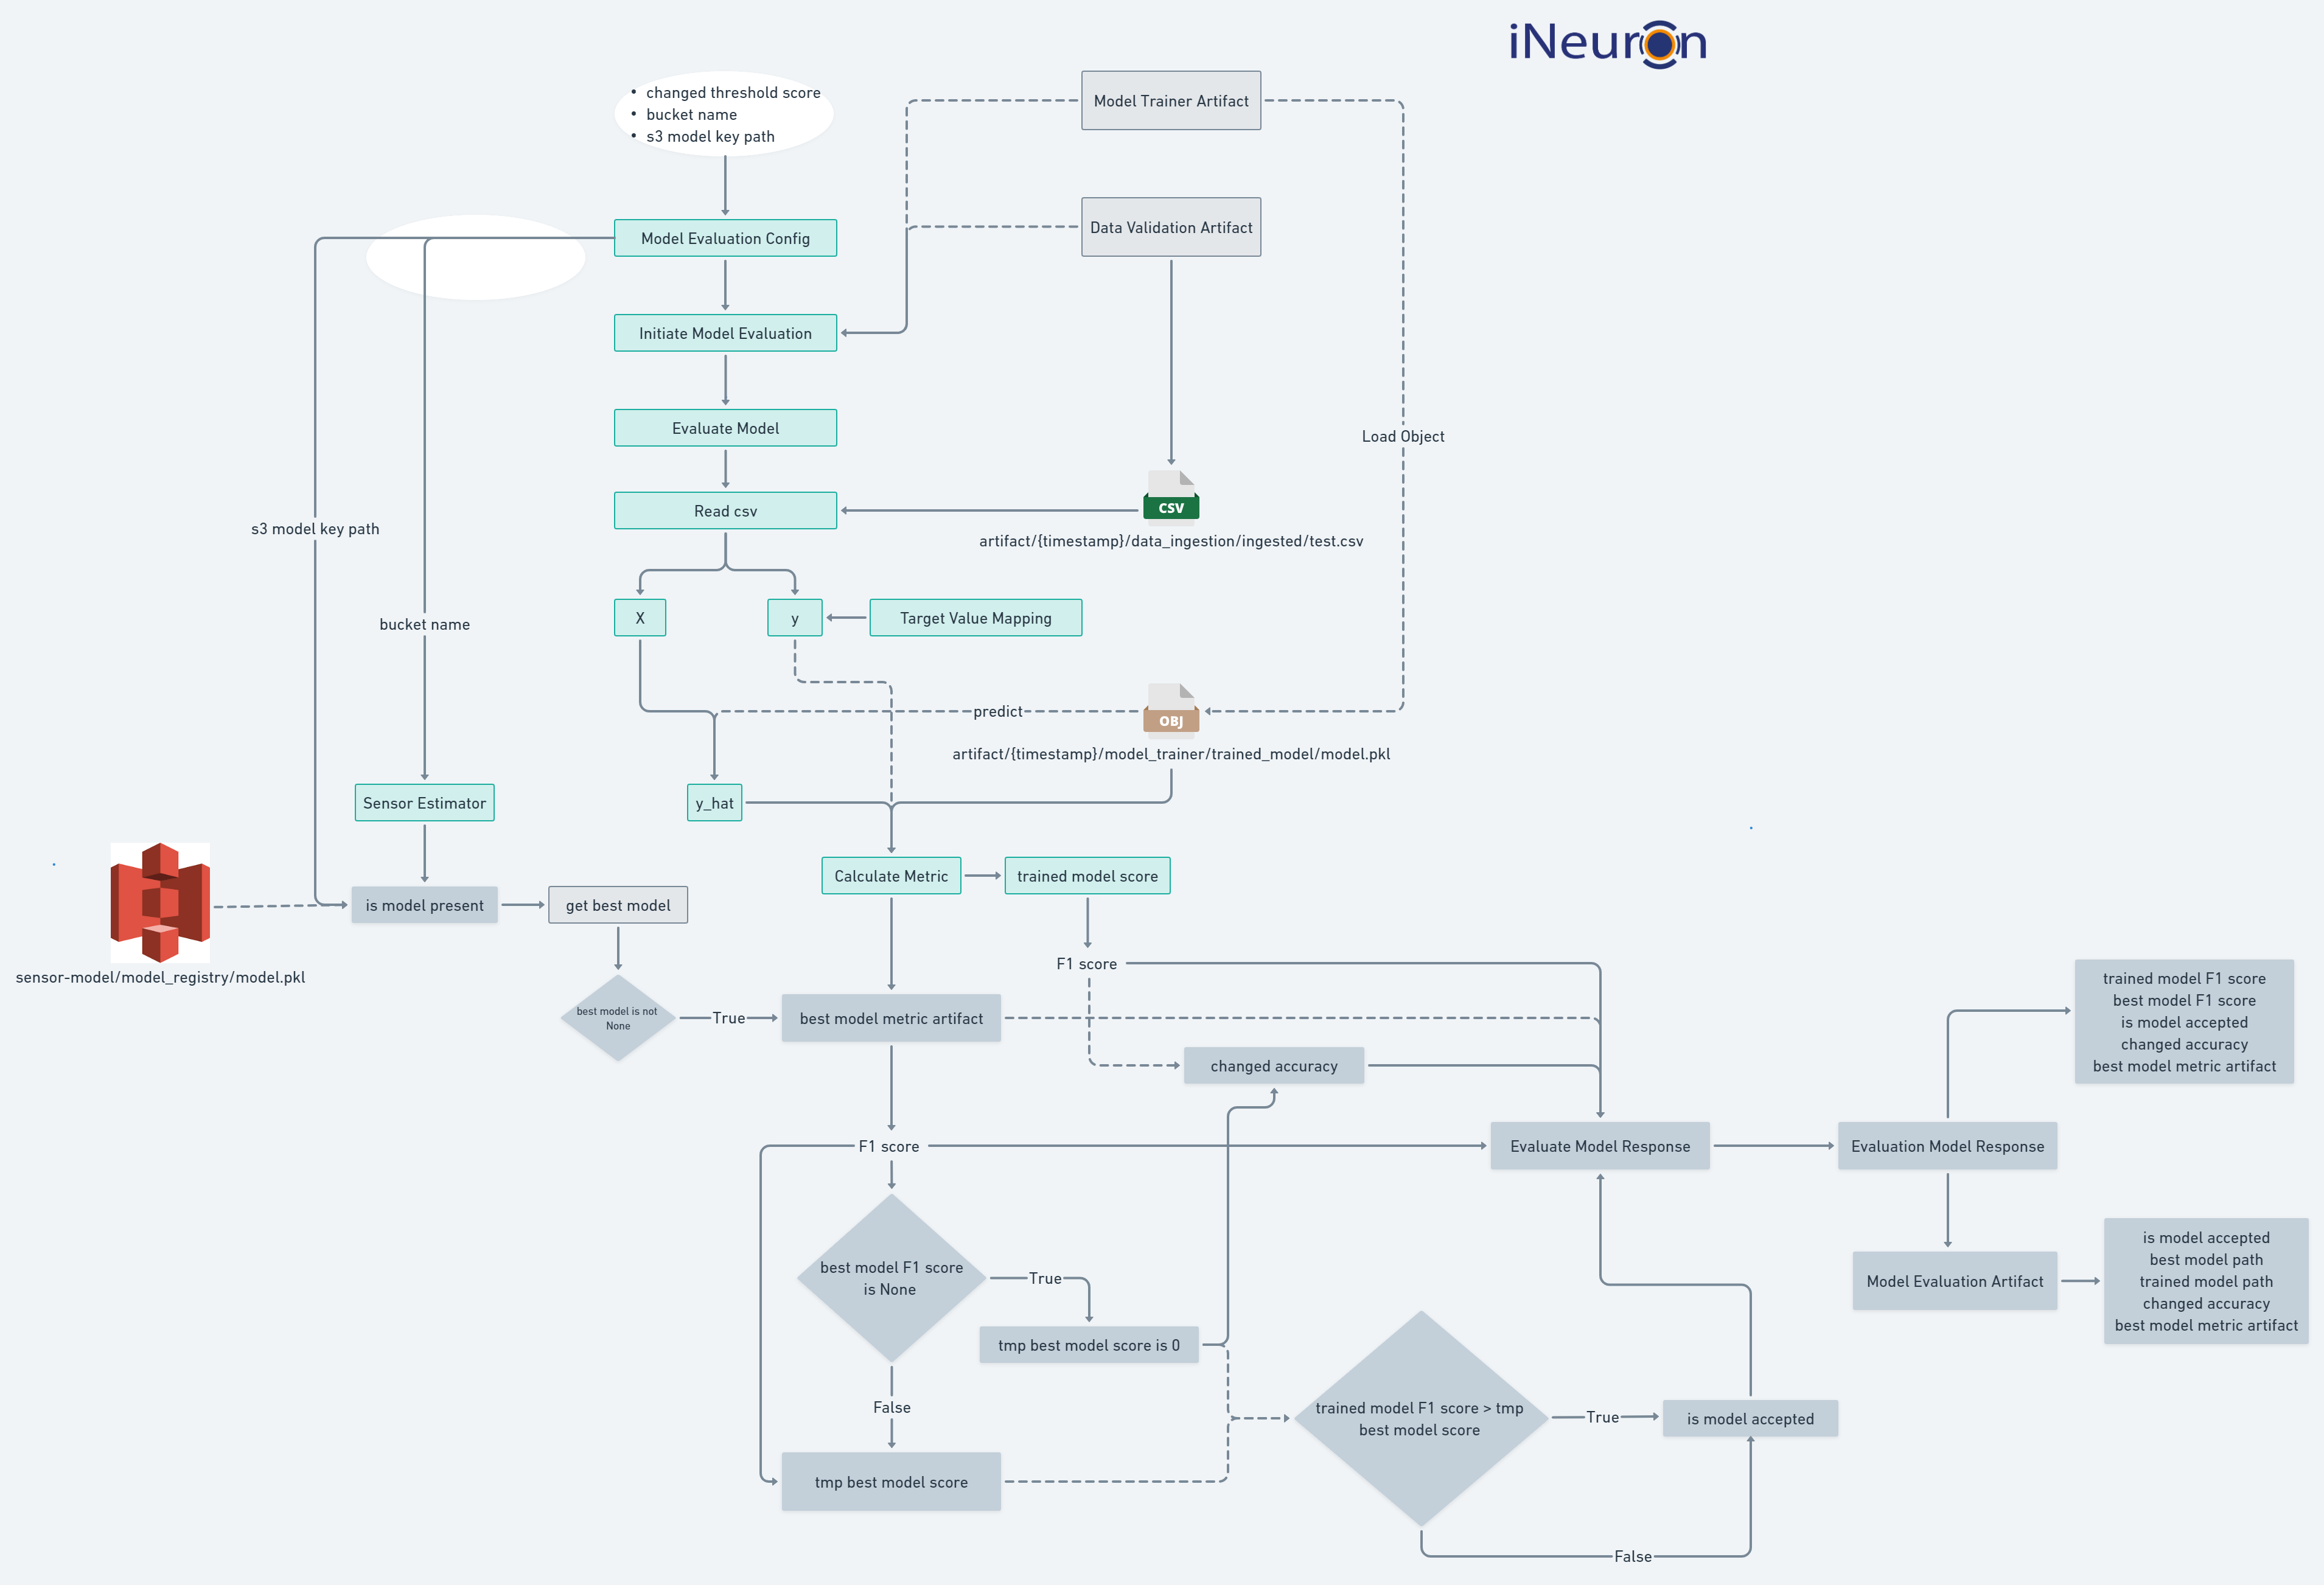 iNeuron
• changed threshold score
• bucket name
• s3 model key path
Model Trainer Artifact
Data Validation Artifact
Model Evaluation Config
Initiate Model Evaluation
Evaluate Model
Load Object
Read csv
CSV
artifact/{timestamp}/data_ingestion/ingested/test.csv
s3 model key path
bucket name
X
y
Target Value Mapping
predict
OBJ
artifact/{timestamp}/model_trainer/trained_model/model.pkl
Sensor Estimator
y_hat
Calculate Metric
trained model score
is model present
get best model
sensor-model/model_registry/model.pkl
F1 score
best model is not
None
True
best model metric artifact
changed accuracy
trained model F1 score
best model F1 score
is model accepted
changed accuracy
best model metric artifact
F1 score
Evaluate Model Response
Evaluation Model Response
best model F1 score
is None
True
tmp best model score is 0
Model Evaluation Artifact
is model accepted
best model path
trained model path
changed accuracy
best model metric artifact
False
trained model F1 score > tmp
best model score
True
is model accepted
tmp best model score
False